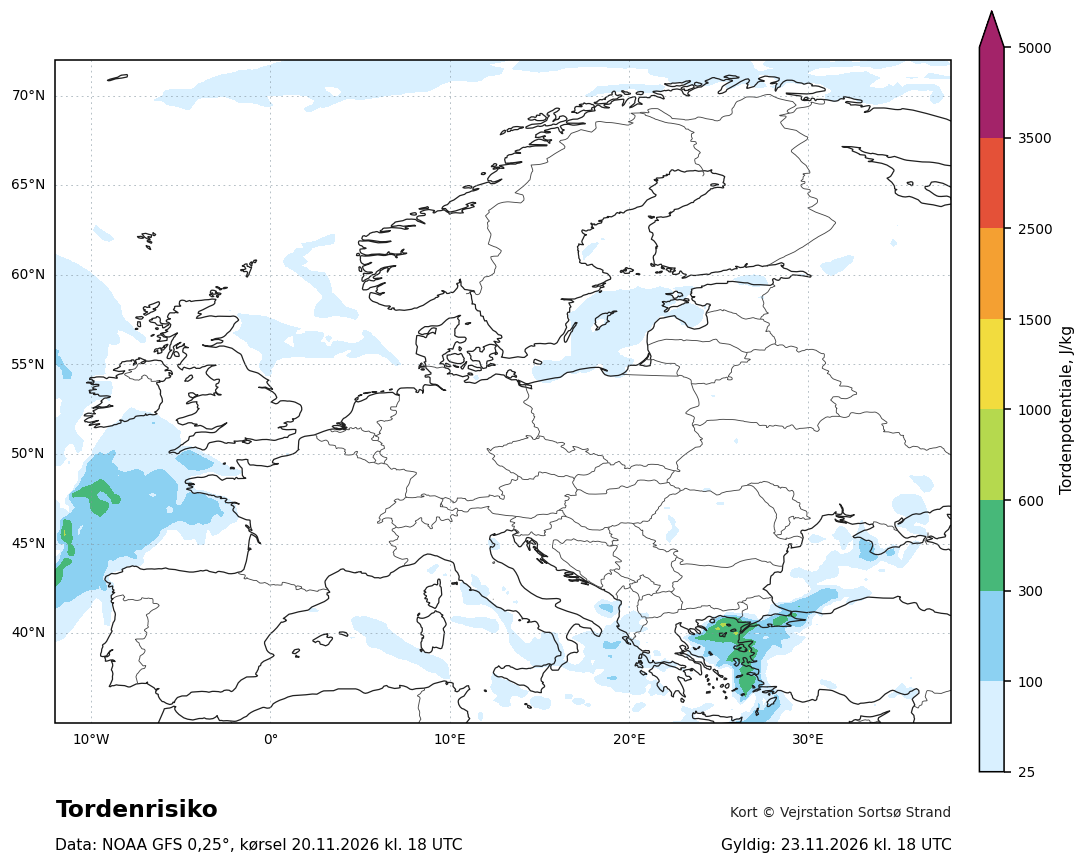 70°N
65°N
60°N
55°N
50°N
45°N
40°N
10°W
0°
10°E
20°E
30°E
5000
3500
2500
1500
1000
600
300
100
25
Tordenpotentiale, J/kg
Tordenrisiko
Kort © Vejrstation Sortsø Strand
Data: NOAA GFS 0,25°, kørsel 20.11.2026 kl. 18 UTC
Gyldig: 23.11.2026 kl. 18 UTC